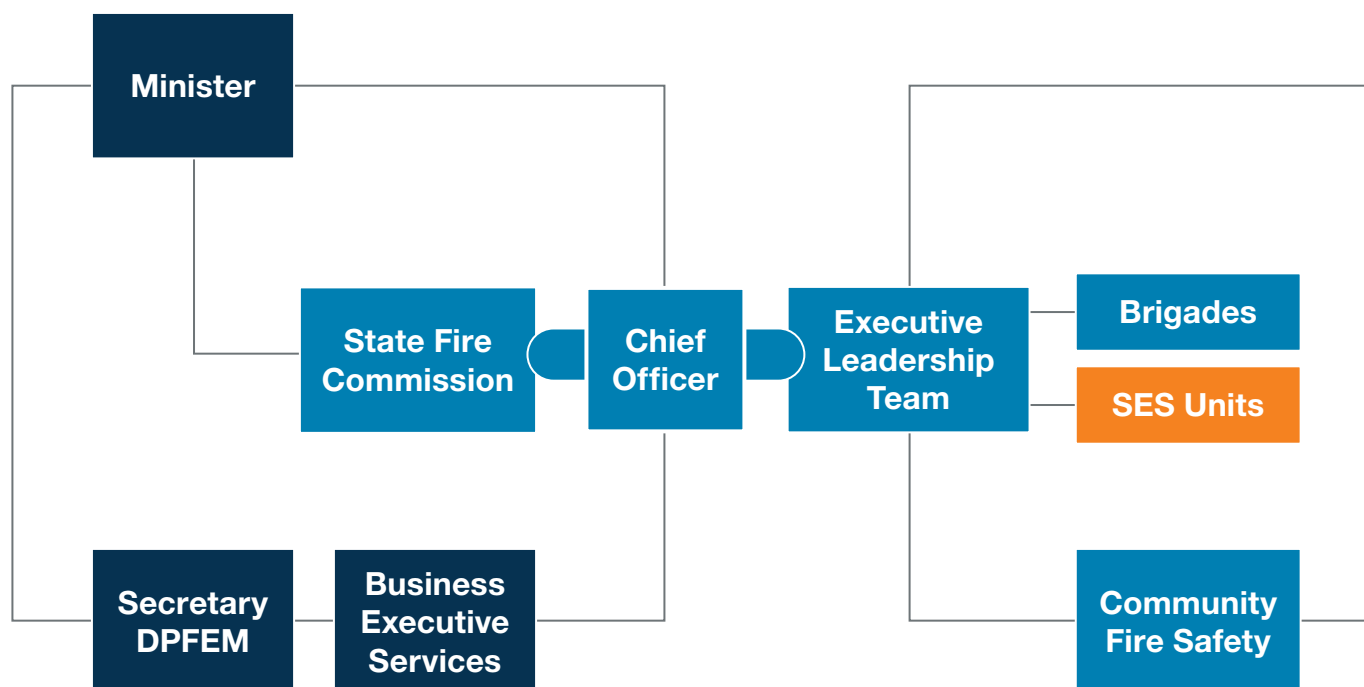 Minister
State Fire
Commission
Chief
Officer
Executive
Leadership
Team
Brigades
SES Units
Secretary
DPFEM
Business
Executive
Services
Community
Fire Safety